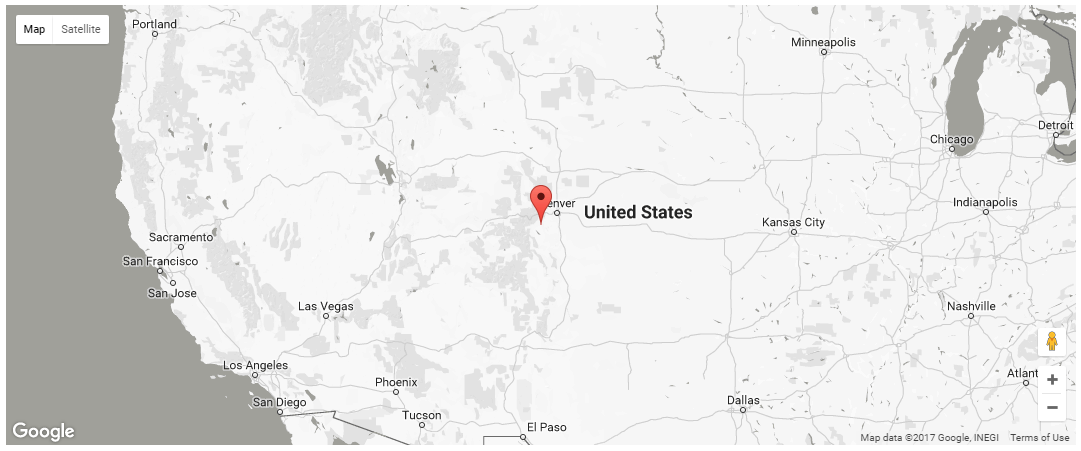 Portland
Map Satellite
Minneapolis
Detroit
Chicago
enver
United States
Indianapolis
Kansas City
Sacramento
San Francisco
San Jose
Las Vegas
Nashville
Los Angeles
Phoenix
Atlant
+
San Diego
Dallas
−
Tucson
El Paso
Google
Map data ©2017 Google, INEGI Terms of Use